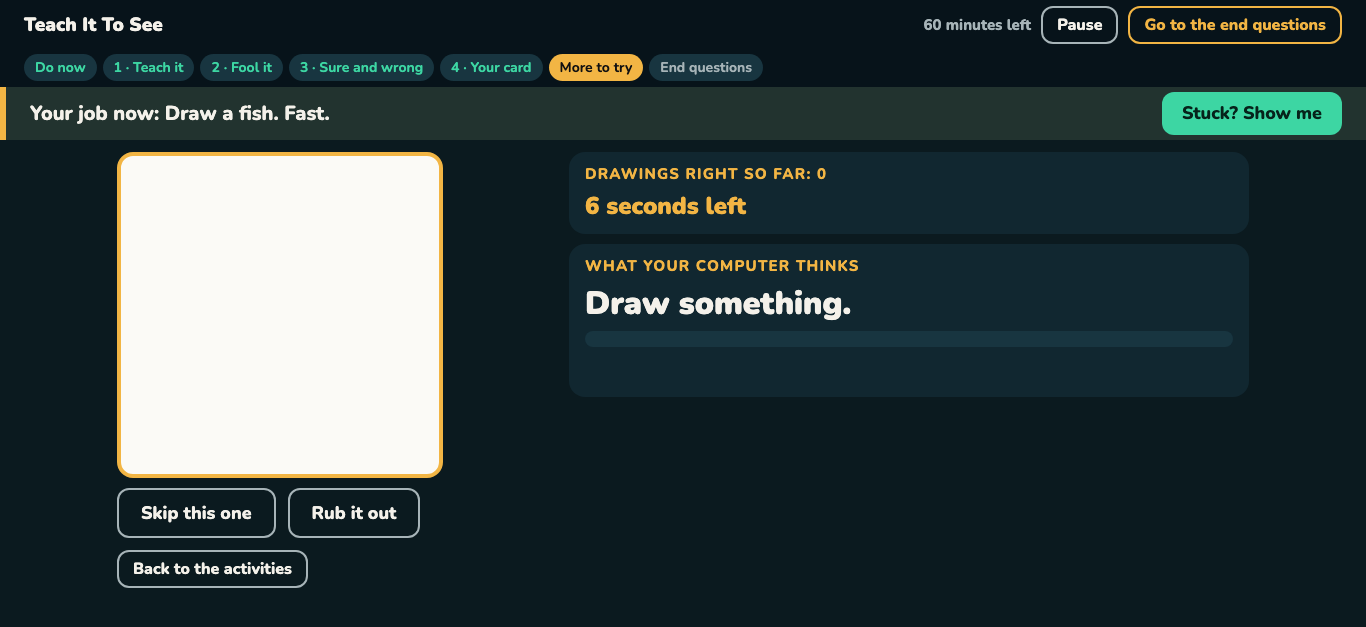 Teach It To See
60 minutes left
Pause
Go to the end questions
Do now
1 · Teach it
2 · Fool it
3 · Sure and wrong
4 · Your card
More to try
End questions
Your job now: Draw a fish. Fast.
Stuck? Show me
DRAWINGS RIGHT SO FAR: 0
6 seconds left
WHAT YOUR COMPUTER THINKS
Draw something.
Skip this one
Rub it out
Back to the activities